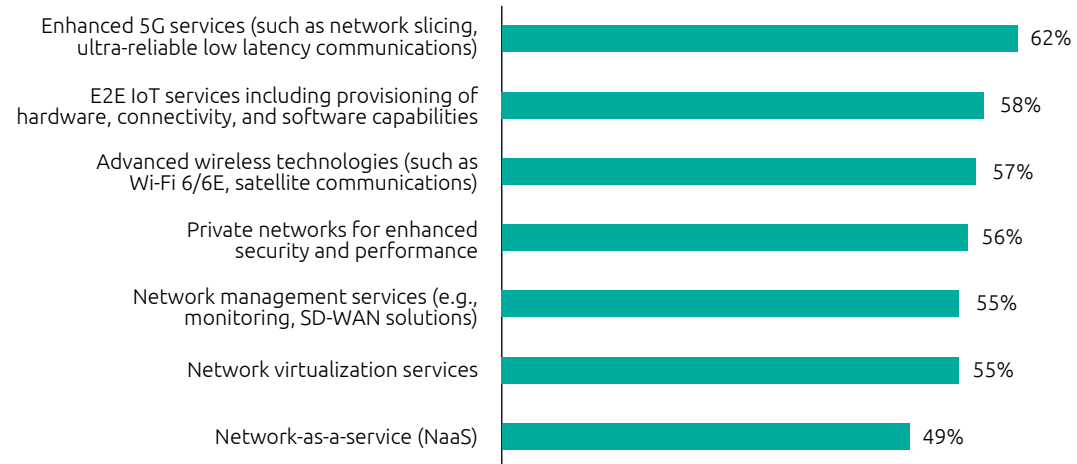 Enhanced 5G services (such as network slicing,
ultra-reliable low latency communications)
62%
E2E IoT services including provisioning of
hardware, connectivity, and software capabilities
58%
Advanced wireless technologies (such as
Wi-Fi 6/6E, satellite communications)
57%
Private networks for enhanced
security and performance
56%
Network management services (e.g.,
monitoring, SD-WAN solutions)
55%
Network virtualization services
55%
Network-as-a-service (NaaS)
49%